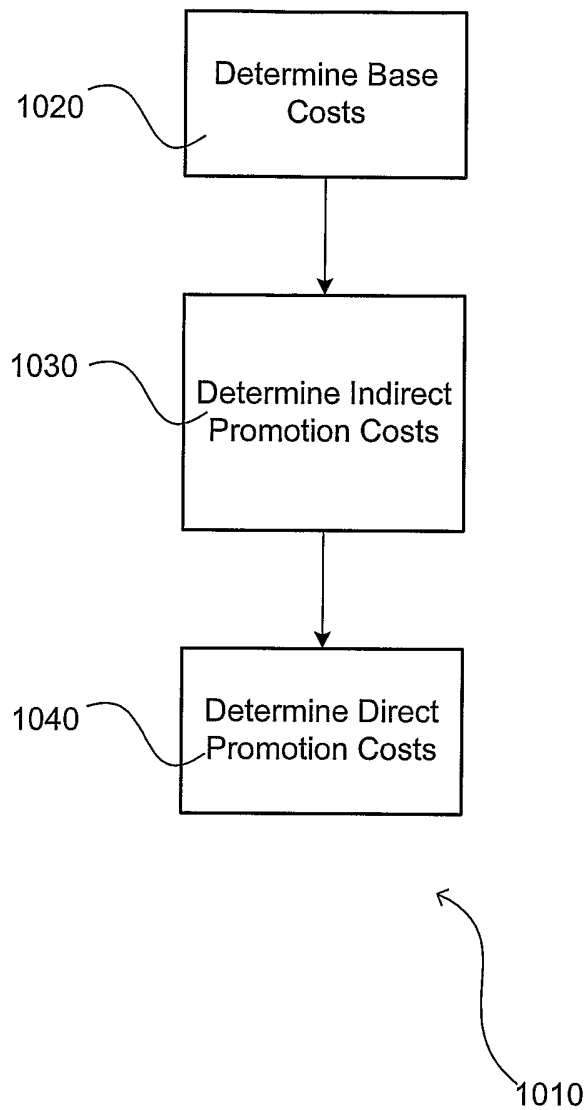 Determine Base
Costs
1020
1030
Determine Indirect
Promotion Costs
1040
Determine Direct
Promotion Costs
1010